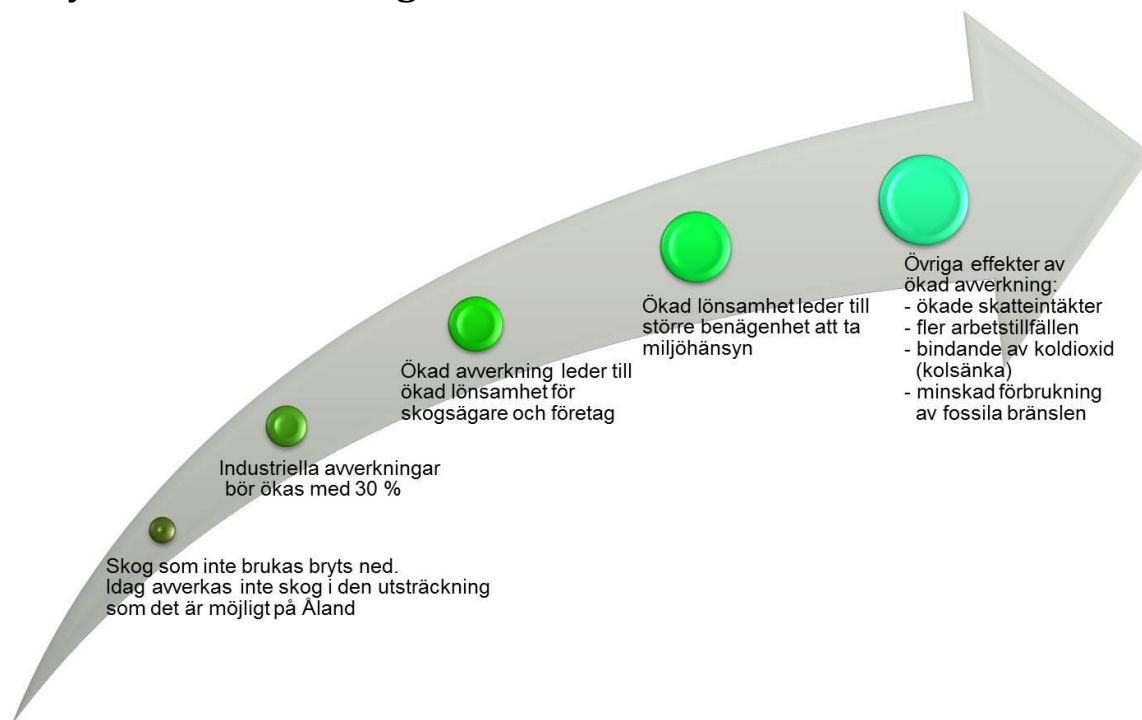 Skog som inte brukas bryts ned.
Idag avverkas inte skog i den utsträckning
som det är möjligt på Åland
Industriella avverkningar
bör ökas med 30 %
Ökad avverkning leder till
ökad lönsamhet för
skogsägare och företag
Ökad lönsamhet leder till
större benägenhet att ta
miljöhänsyn
Övriga effekter av
ökad avverkning:
- ökade skatteintäkter
- fler arbetstillfällen
- bindande av koldioxid
(kolsänka)
- minskad förbrukning
av fossila bränslen